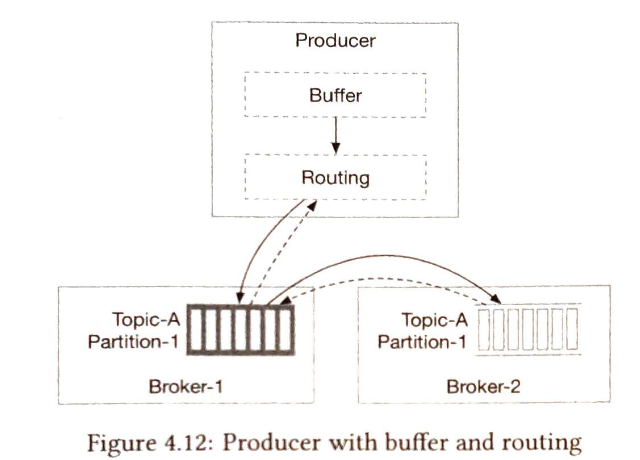 Producer
Buffer
Routing
Topic-A
Partition-1
Broker-1
Topic-A
Partition-1
Broker-2
Figure 4.12: Producer with buffer and routing